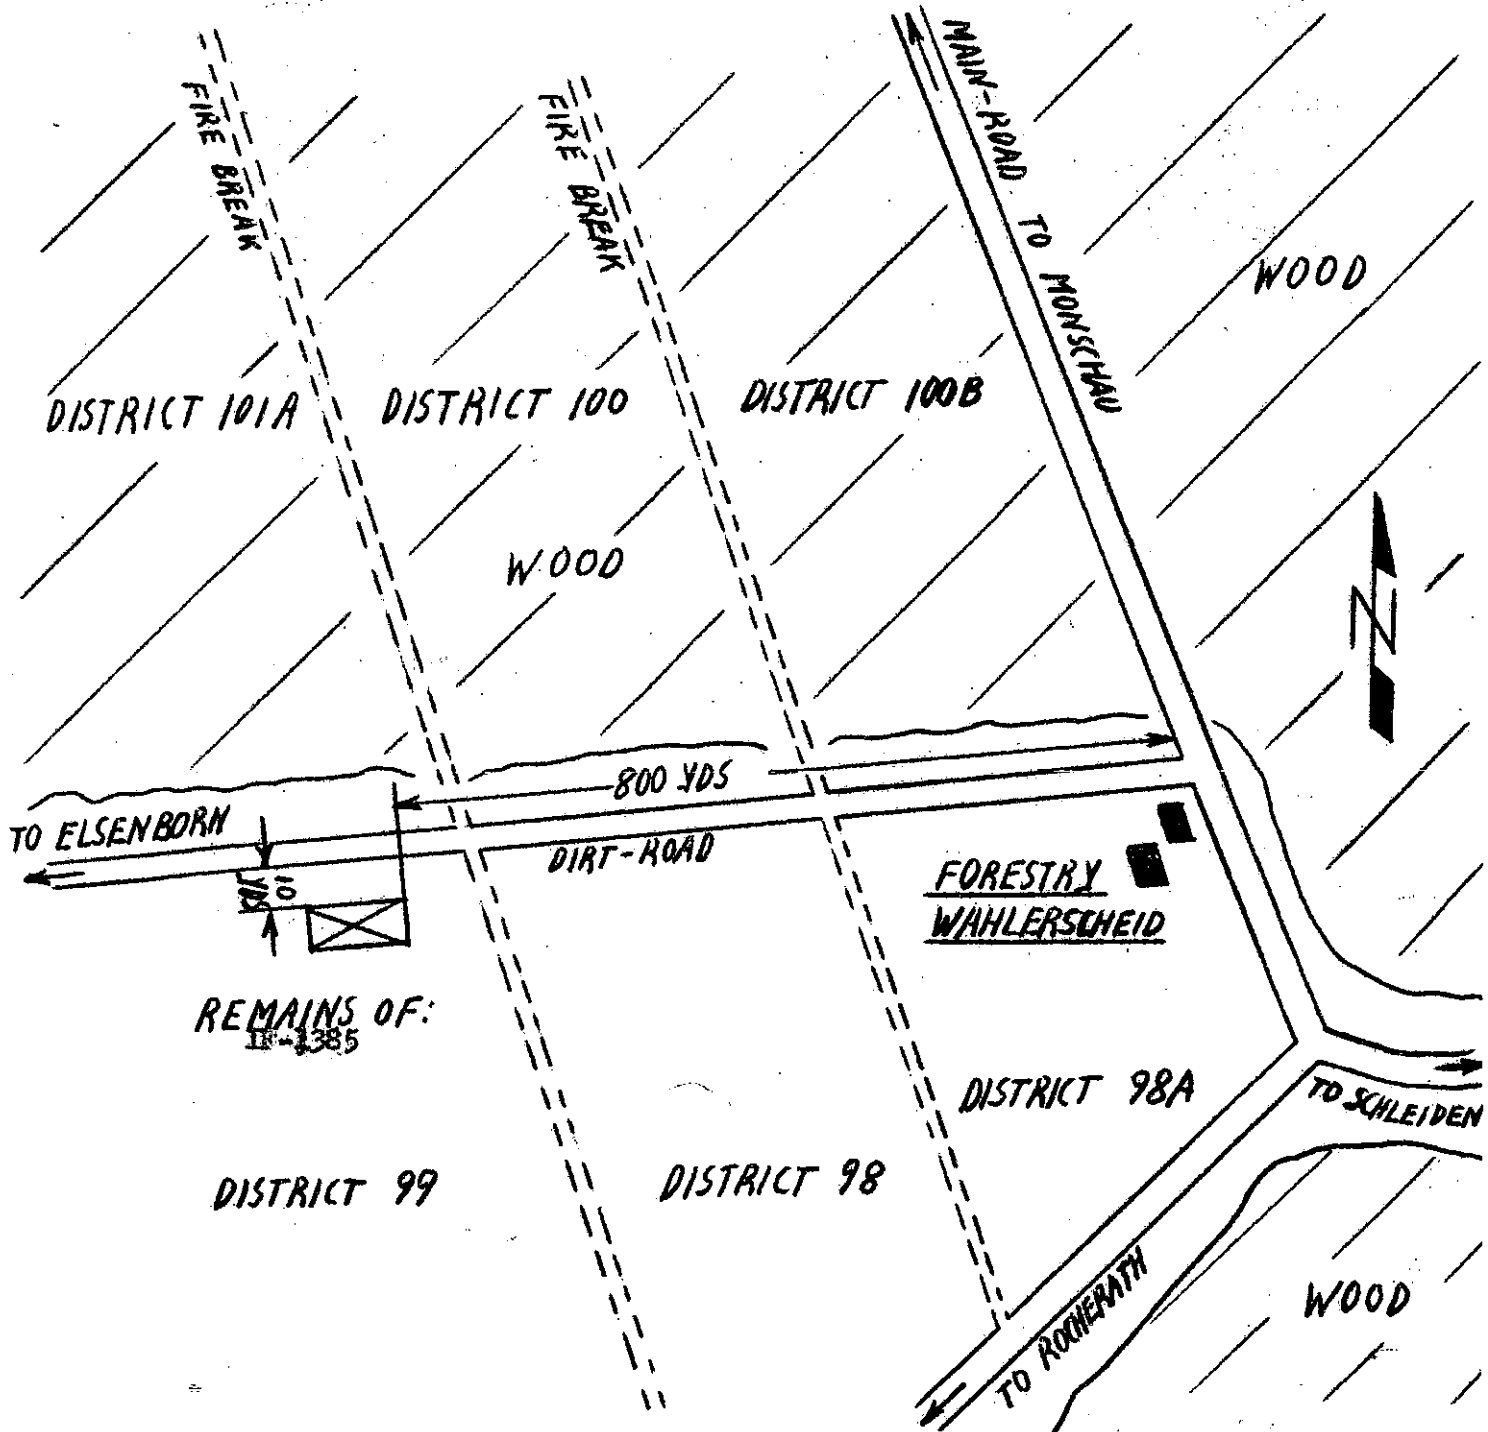 FIRE BREAK
FIRE BREAK
MAIN-ROAD TO MONSCHAU
WOOD
DISTRICT 101A
DISTRICT 100
DISTRICT 100B
WOOD
N
800 YDS
TO ELSENBORN
10
YDS
DIRT-ROAD
FORESTRY
WAHLERSCHEID
REMAINS OF:
DISTRICT 98A
TO SCHLEIDEN
DISTRICT 99
DISTRICT 98
TO ROCHERATH
WOOD